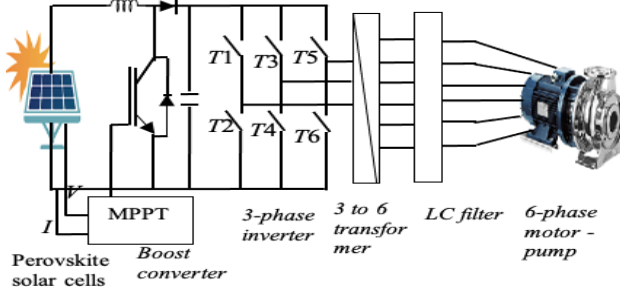 T1
T3
T5
T2
T4
T6
V
I
MPPT
Perovskite
solar cells
Boost
converter
3-phase
inverter
3 to 6
transfor
mer
LC filter
6-phase
motor -
pump